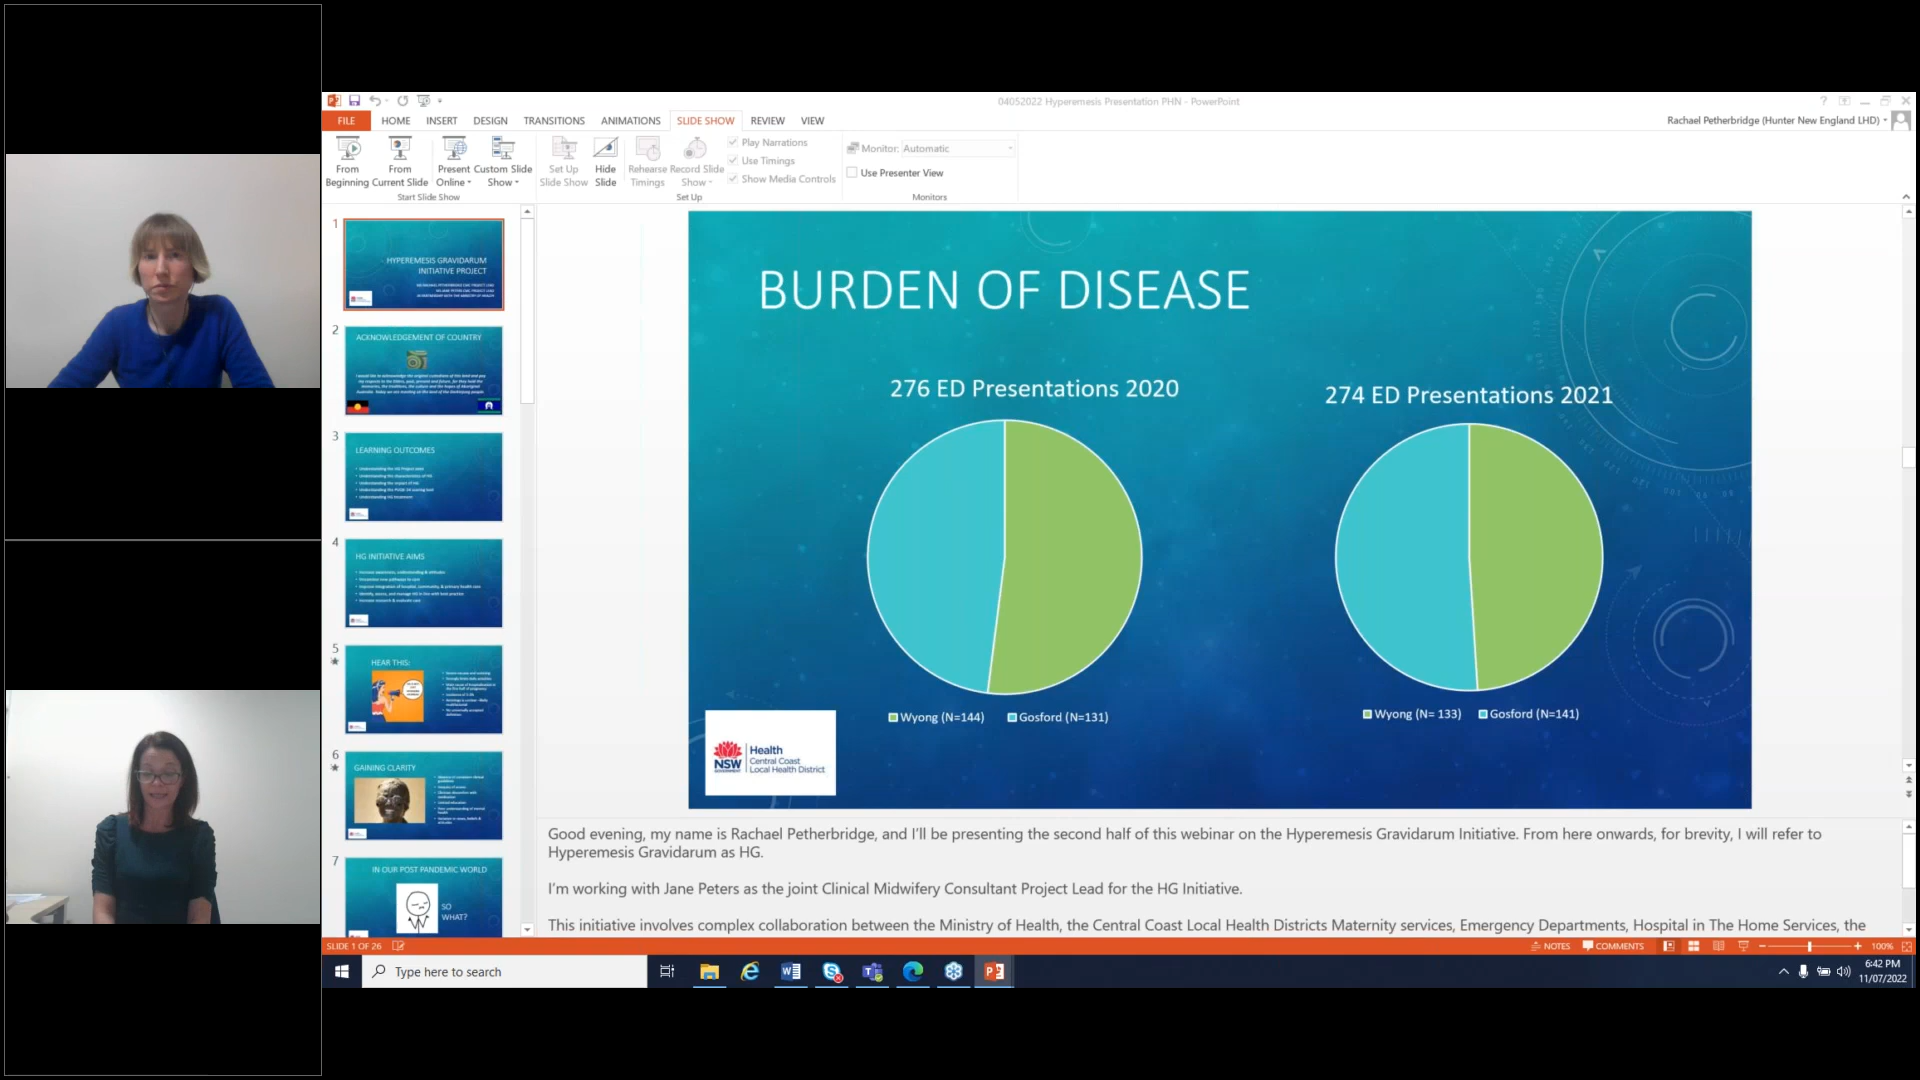 04052022 Hyperemesis Presentation PHN - PowerPoint
FILE HOME INSERT DESIGN TRANSITIONS ANIMATIONS SLIDE SHOW REVIEW VIEW
Rachael Petherbridge (Hunter New England LHD)
From Beginning
From Current Slide
Present Online
Custom Slide Show
Start Slide Show
Set Up Slide Show
Hide Slide
Rehearse Timings
Record Slide Show
Play Narrations
Use Timings
Show Media Controls
Set Up
Monitor: Automatic
Use Presenter View
Monitors
1
HYPEREMESIS GRAVIDARUM
INITIATIVE PROJECT
2
ACKNOWLEDGEMENT OF COUNTRY
3
LEARNING OUTCOMES
4
HG INITIATIVE AIMS
5
HEAR THIS:
6
GAINING CLARITY
7
IN OUR POST PANDEMIC WORLD
SO
WHAT?
BURDEN OF DISEASE
276 ED Presentations 2020
Wyong (N=144) Gosford (N=131)
274 ED Presentations 2021
Wyong (N= 133) Gosford (N=141)
NSW
GOVERNMENT
Health
Central Coast
Local Health District
Good evening, my name is Rachael Petherbridge, and I'll be presenting the second half of this webinar on the Hyperemesis Gravidarum Initiative. From here onwards, for brevity, I will refer to
Hyperemesis Gravidarum as HG.
I'm working with Jane Peters as the joint Clinical Midwifery Consultant Project Lead for the HG Initiative.
This initiative involves complex collaboration between the Ministry of Health, the Central Coast Local Health Districts Maternity services, Emergency Departments, Hospital in The Home Services, the
SLIDE 1 OF 26
NOTES COMMENTS 100%
Type here to search
6:42 PM
11/07/2022